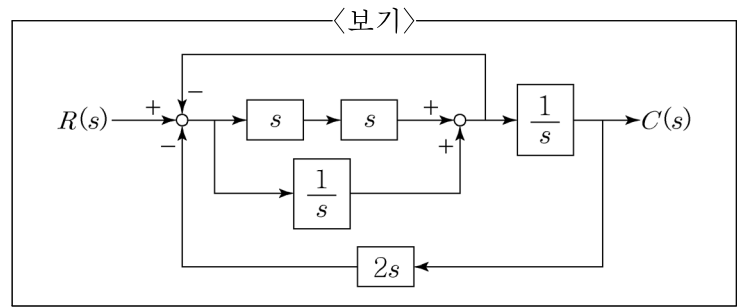 〈보기〉
−
R(s) + s s + 1/s C(s)
−
+
1/s
2s